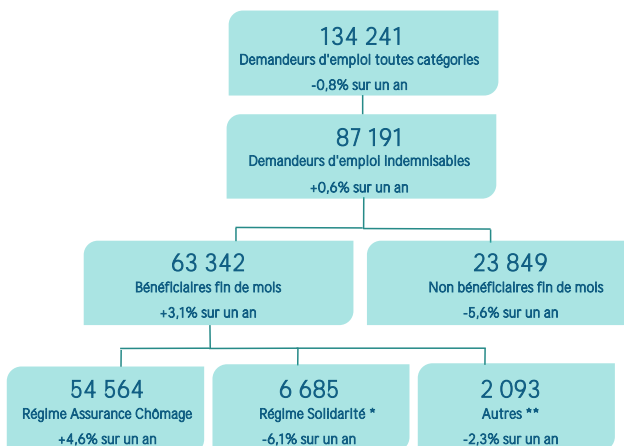 134 241
Demandeurs d'emploi toutes catégories
-0,8% sur un an
87 191
Demandeurs d'emploi indemnisables
+0,6% sur un an
63 342
Bénéficiaires fin de mois
+3,1% sur un an
23 849
Non bénéficiaires fin de mois
-5,6% sur un an
54 564
Régime Assurance Chômage
+4,6% sur un an
6 685
Régime Solidarité *
-6,1% sur un an
2 093
Autres **
-2,3% sur un an